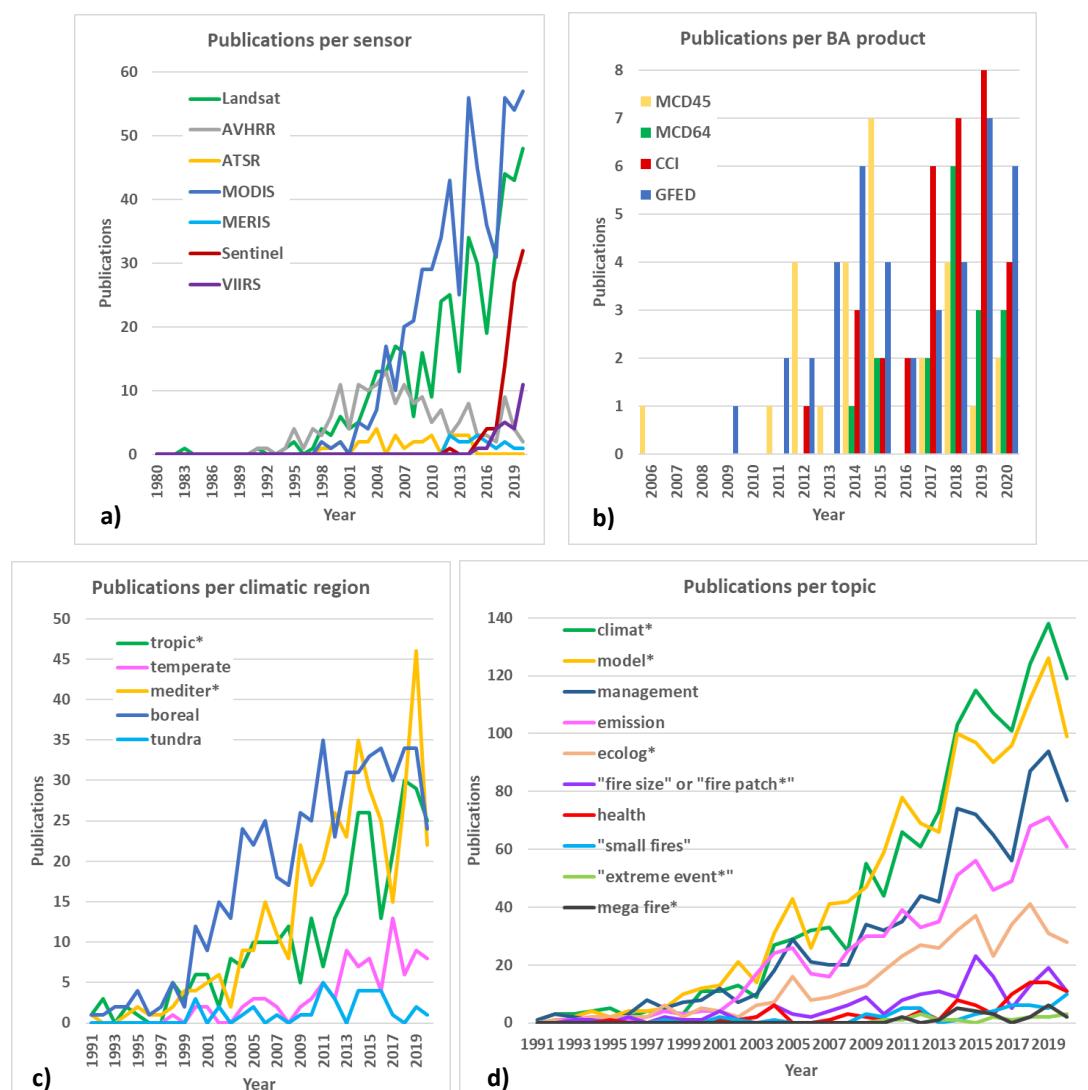 Publications per sensor
60
50
40
30
20
10
0
Publications
Landsat
AVHRR
ATSR
MODIS
MERIS
Sentinel
VIIRS
1980
1983
1986
1989
1992
1995
1998
2001
2004
2007
2010
2013
2016
2019
Year
a)
Publications per BA product
8
7
6
5
4
3
2
1
0
Publications
MCD45
MCD64
CCI
GFED
2006
2007
2008
2009
2010
2011
2012
2013
2014
2015
2016
2017
2018
2019
2020
Year
b)
Publications per climatic region
50
45
40
35
30
25
20
15
10
5
0
Publications
tropic*
temperate
mediter*
boreal
tundra
1991
1993
1995
1997
1999
2001
2003
2005
2007
2009
2011
2013
2015
2017
2019
Year
c)
Publications per topic
140
120
100
80
60
40
20
0
Publications
climat*
model*
management
emission
ecolog*
"fire size" or "fire patch*"
health
"small fires"
"extreme event*"
mega fire*
1991 1993 1995 1997 1999 2001 2003 2005 2007 2009 2011 2013 2015 2017 2019
Year
d)